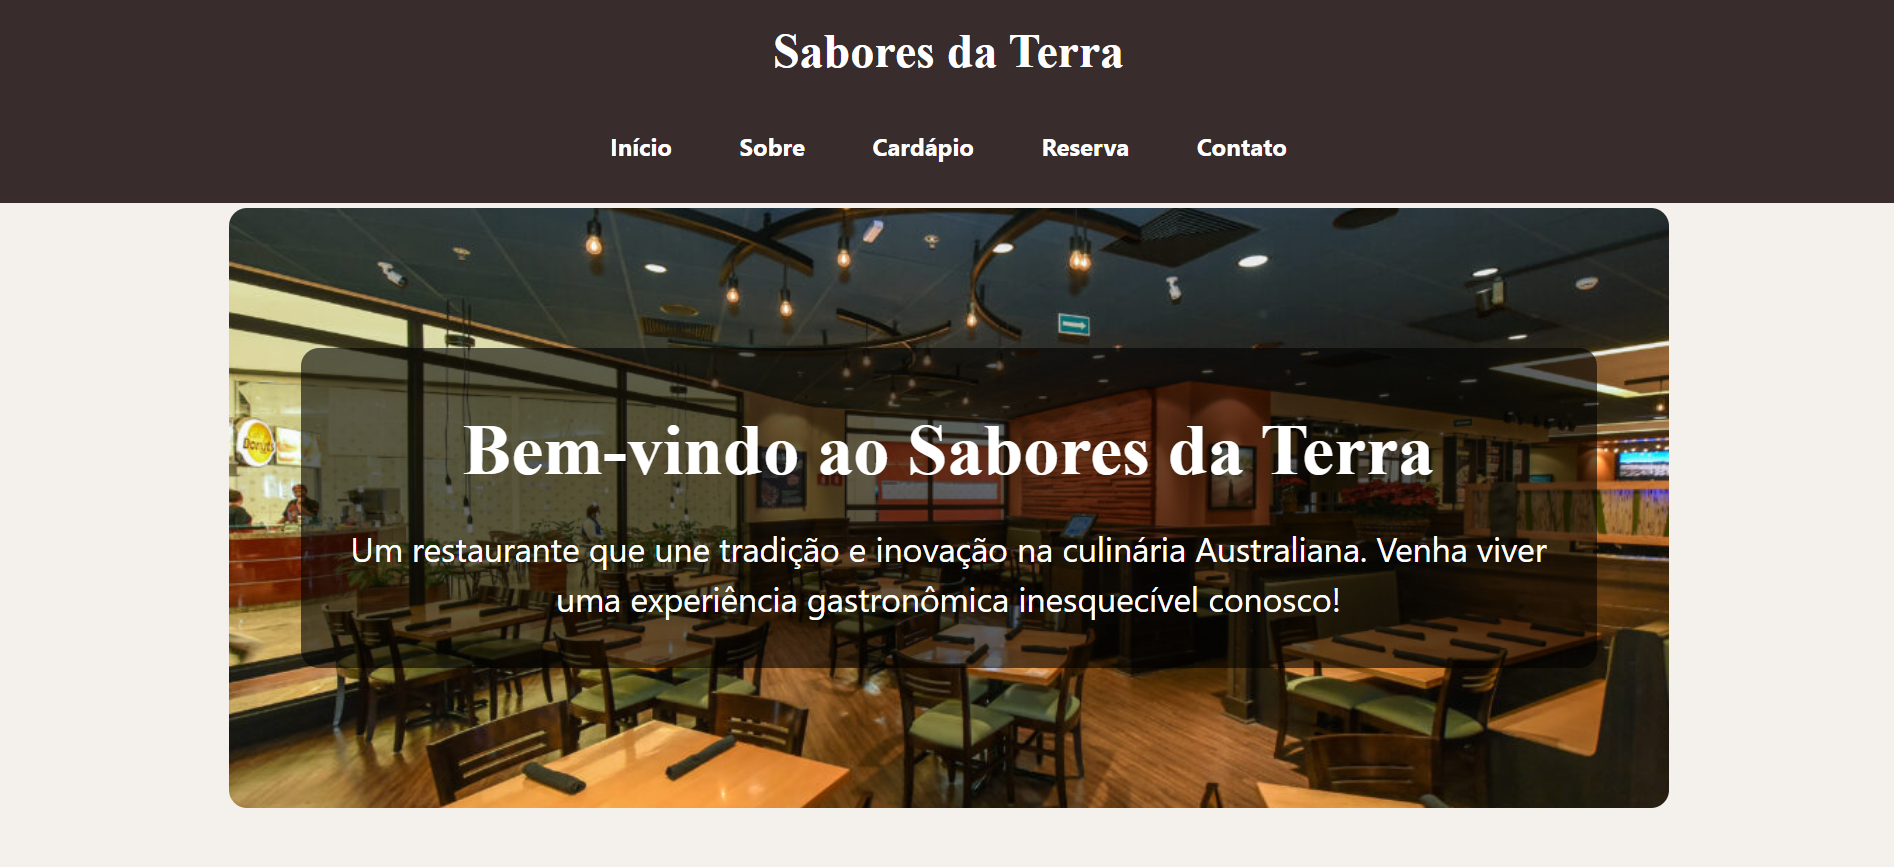 Sabores da Terra
Início Sobre Cardápio Reserva Contato
Donuts
Bem-vindo ao Sabores da Terra
Um restaurante que une tradição e inovação na culinária Australiana. Venha viver
uma experiência gastronômica inesquecível conosco!